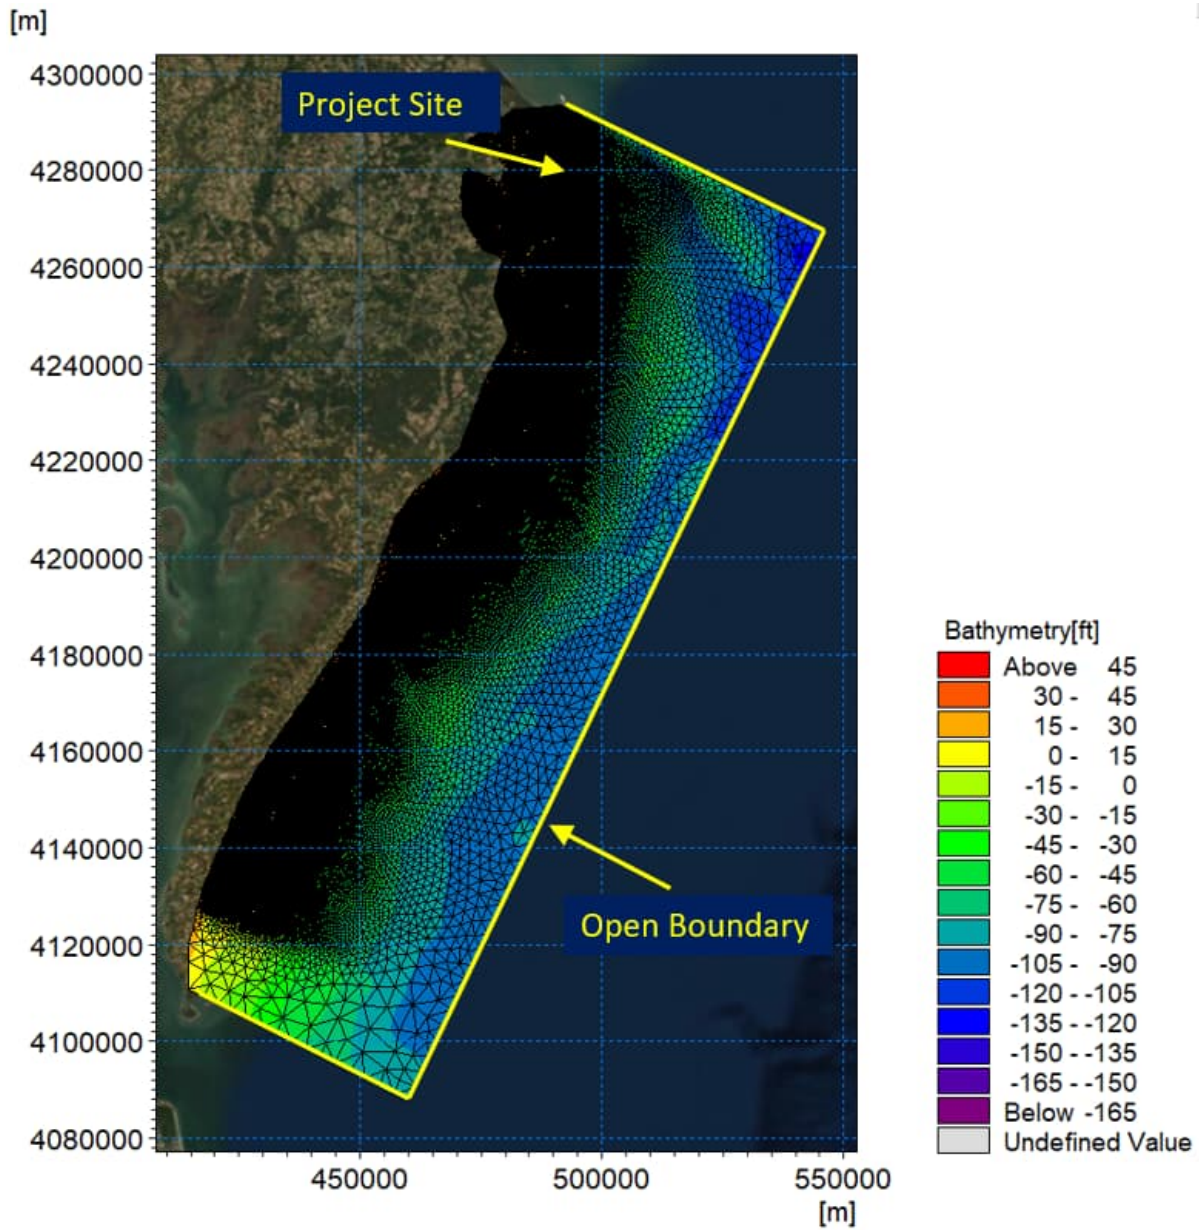 [m]
4300000
Project Site
4280000
4260000
4240000
4220000
4200000
4180000
4160000
4140000
4120000
4100000
4080000
Open Boundary
450000 500000 550000
[m]
Bathymetry[ft]
Above 45
30 - 45
15 - 30
0 - 15
-15 - 0
-30 - -15
-45 - -30
-60 - -45
-75 - -60
-90 - -75
-105 - -90
-120 - -105
-135 - -120
-150 - -135
-165 - -150
Below -165
Undefined Value